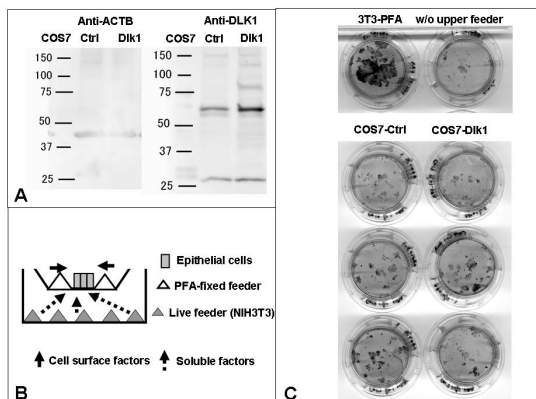 Anti-ACTB
Anti-DLK1
COS7 Ctrl Dlk1
COS7 Ctrl Dlk1
150
100
75
50
37
25
150
100
75
50
37
25
A
Epithelial cells
PFA-fixed feeder
Live feeder (NIH3T3)
Cell surface factors
Soluble factors
B
3T3-PFA w/o upper feeder
COS7-Ctrl COS7-Dlk1
C